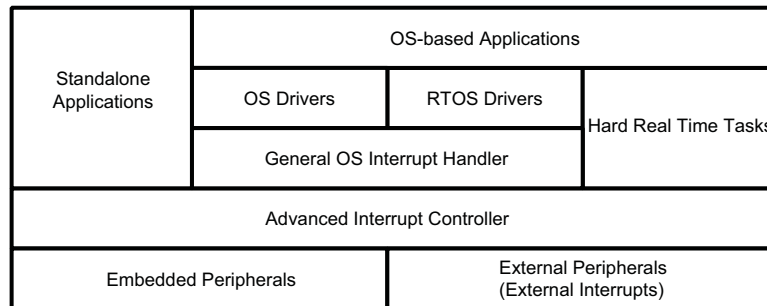 OS-based Applications
Standalone
Applications
OS Drivers
RTOS Drivers
Hard Real Time Tasks
General OS Interrupt Handler
Advanced Interrupt Controller
Embedded Peripherals
External Peripherals
(External Interrupts)